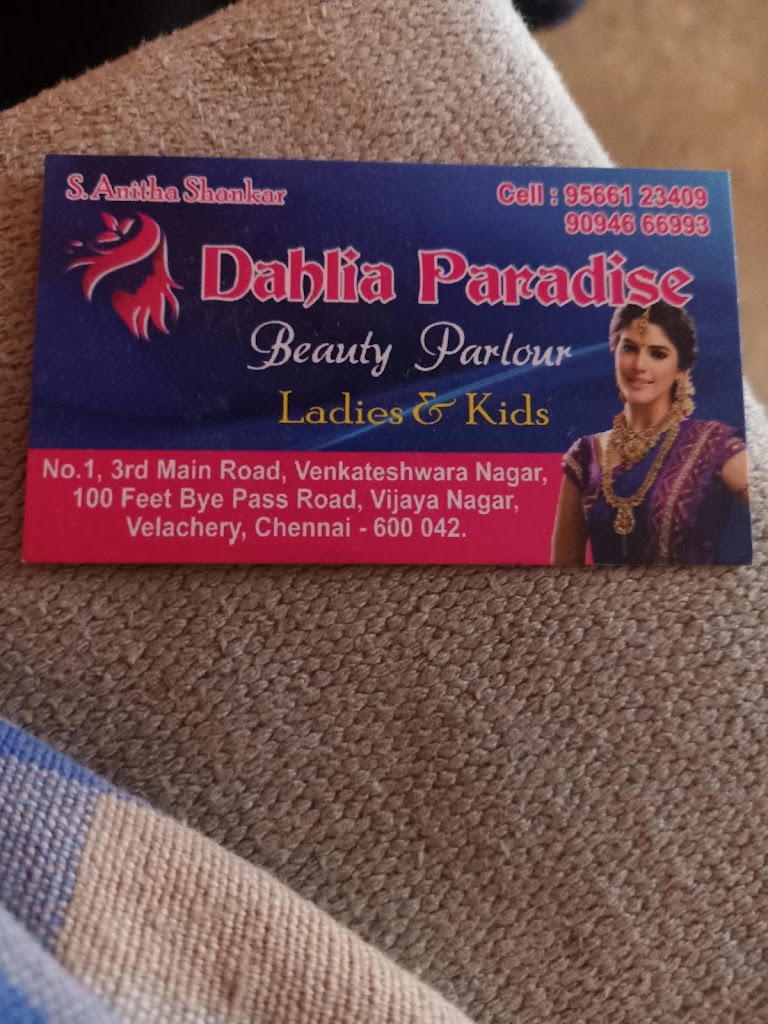 S. Anitha Shankar
Cell : 95661 23409
90946 66993
Dahlia Paradise
Beauty Parlour
Ladies & Kids
No.1, 3rd Main Road, Venkateshwara Nagar,
100 Feet Bye Pass Road, Vijaya Nagar,
Velachery, Chennai - 600 042.